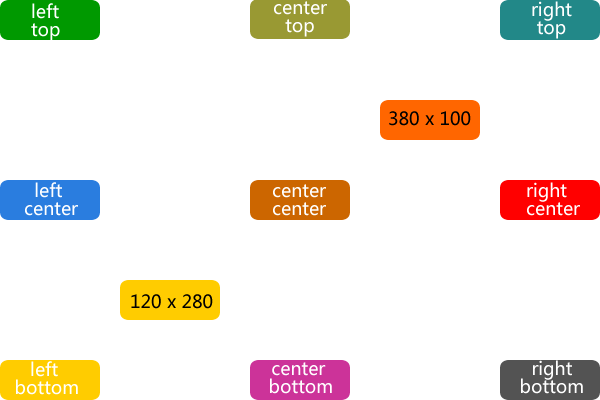 left
top
center
top
right
top
380 x 100
left
center
center
center
right
center
120 x 280
left
bottom
center
bottom
right
bottom